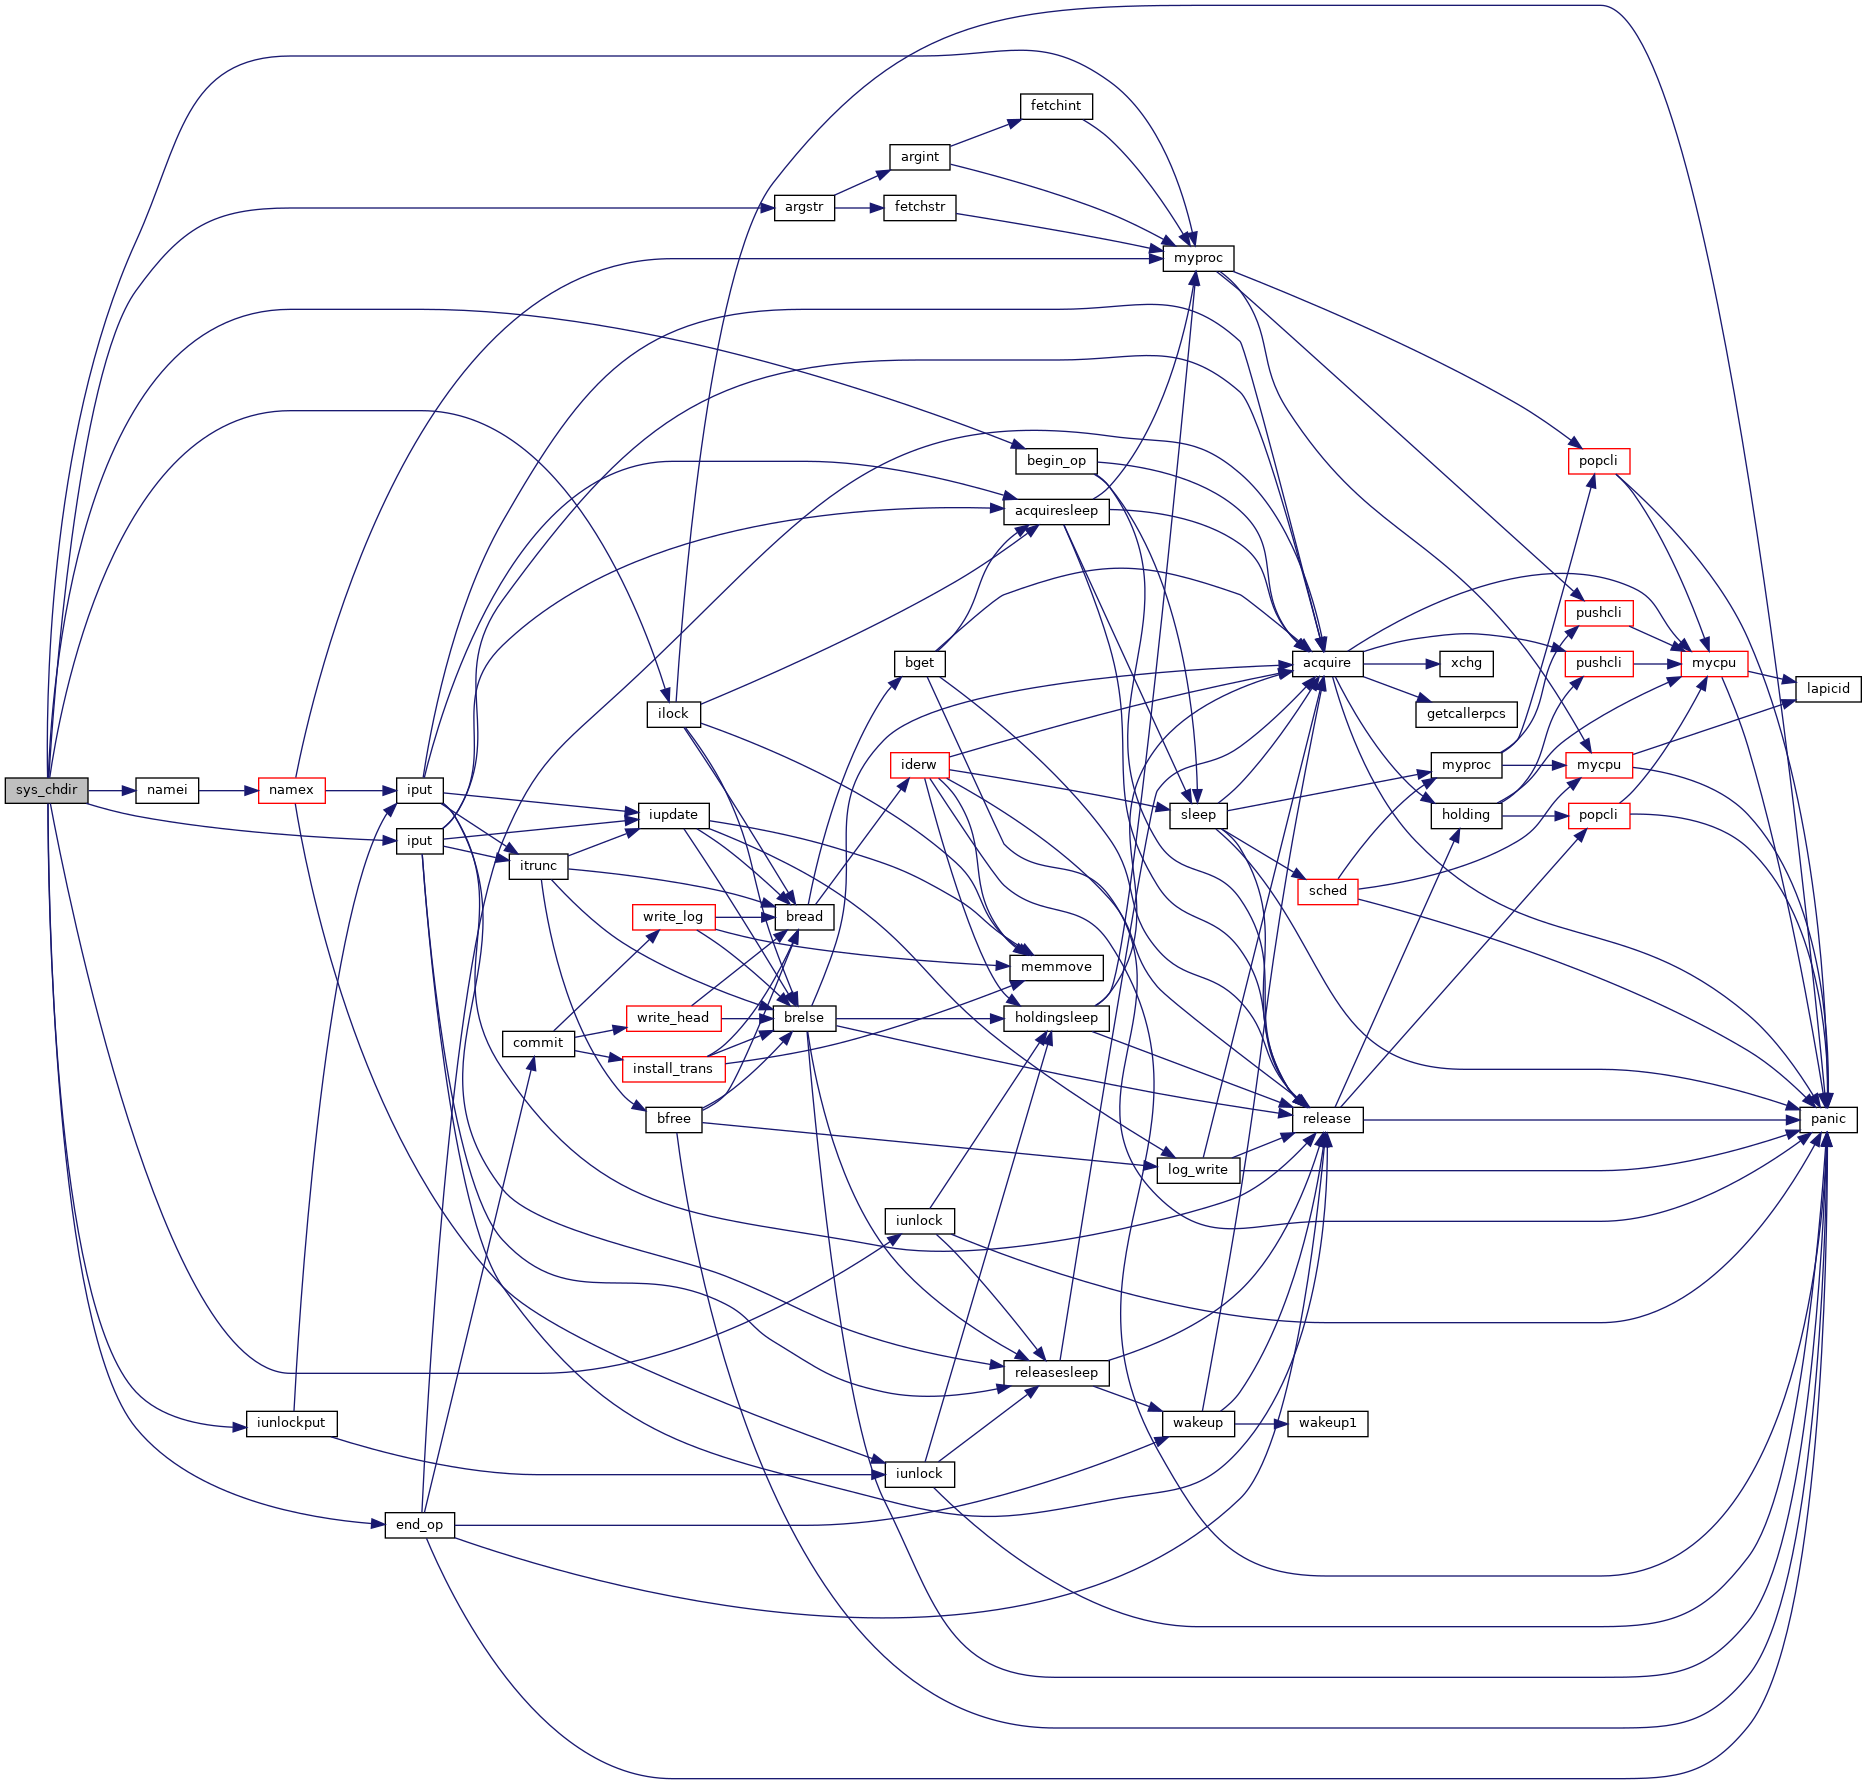 fetchint
argint
argstr
fetchstr
myproc
begin_op
popcli
acquiresleep
pushcli
bget
acquire
xchg
pushcli
mycpu
lapicid
ilock
getcallerpcs
iderw
myproc
mycpu
sys_chdir
namei
namex
iput
iupdate
sleep
holding
popcli
iput
itrunc
sched
write_log
bread
memmove
write_head
brelse
holdingsleep
commit
install_trans
bfree
release
panic
log_write
iunlock
releasesleep
iunlockput
wakeup
wakeup1
iunlock
end_op